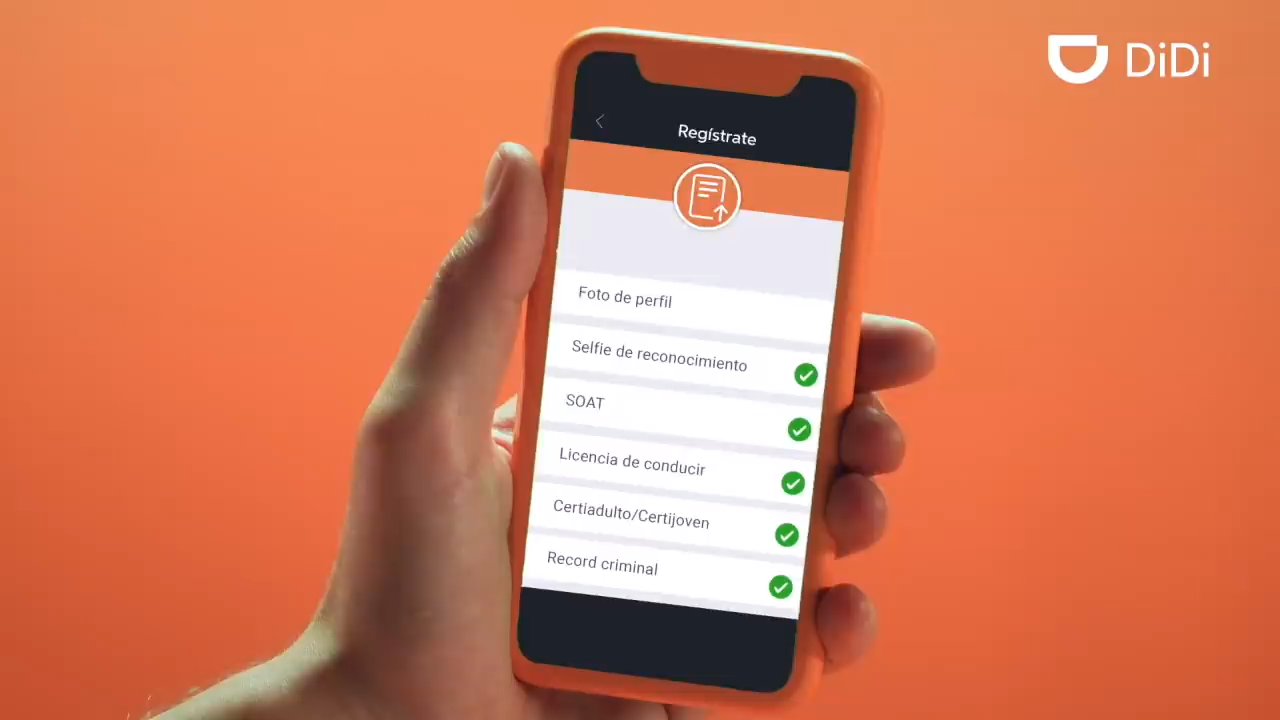 DiDi
Regístrate
Foto de perfil
Selfie de reconocimiento
SOAT
Licencia de conducir
Certiadulto/Certijoven
Record criminal